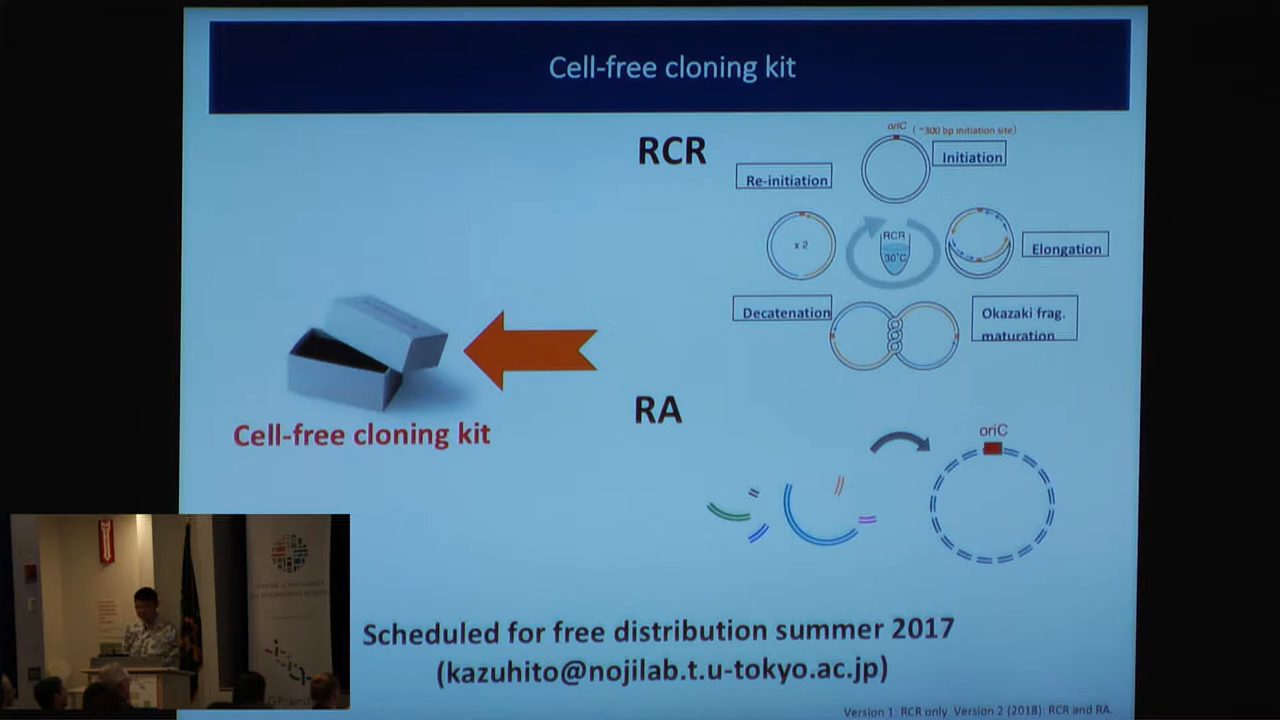 Cell-free cloning kit
RCR
oriC (~300 bp initiation site)
Initiation
Re-initiation
x 2
RCR
30°C
Elongation
Decatenation
Okazaki frag.
maturation
Cell-free cloning kit
RA
oriC
Scheduled for free distribution summer 2017
(kazuhito@nojilab.t.u-tokyo.ac.jp)
Version 1: RCR only. Version 2 (2018): RCR and RA.